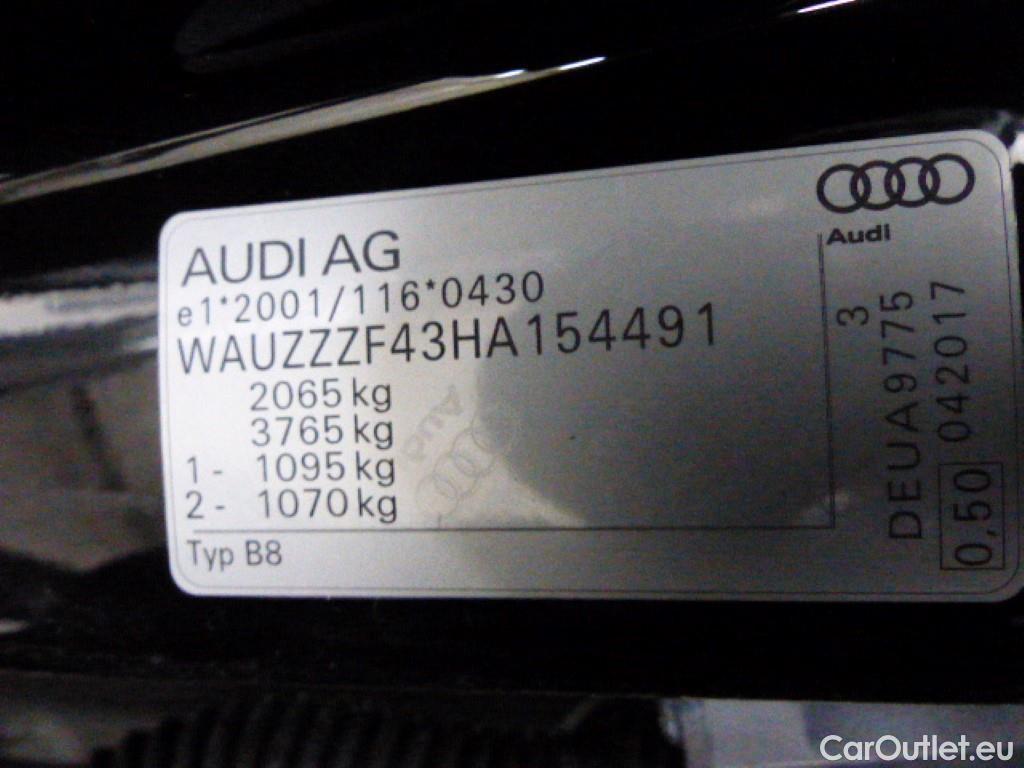 AUDI AG
e1*2001/116*0430
WAUZZZF43HA154491
2065 kg
3765 kg
1 - 1095 kg
2 - 1070 kg
Typ B8
Audi
Audi
3
DEUA9775
0,50 042017
CarOutlet.eu